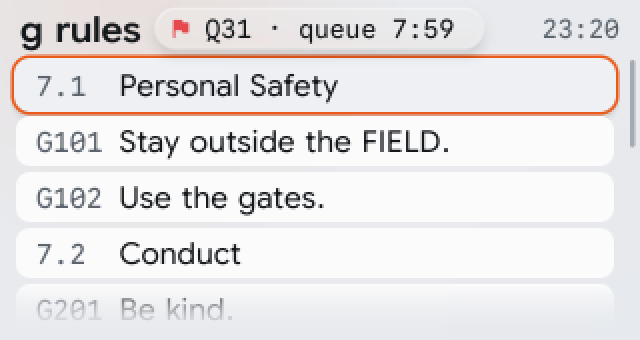 g rules Q31 · queue 7:59 23:20
7.1 Personal Safety
G101 Stay outside the FIELD.
G102 Use the gates.
7.2 Conduct
G201 Be kind.